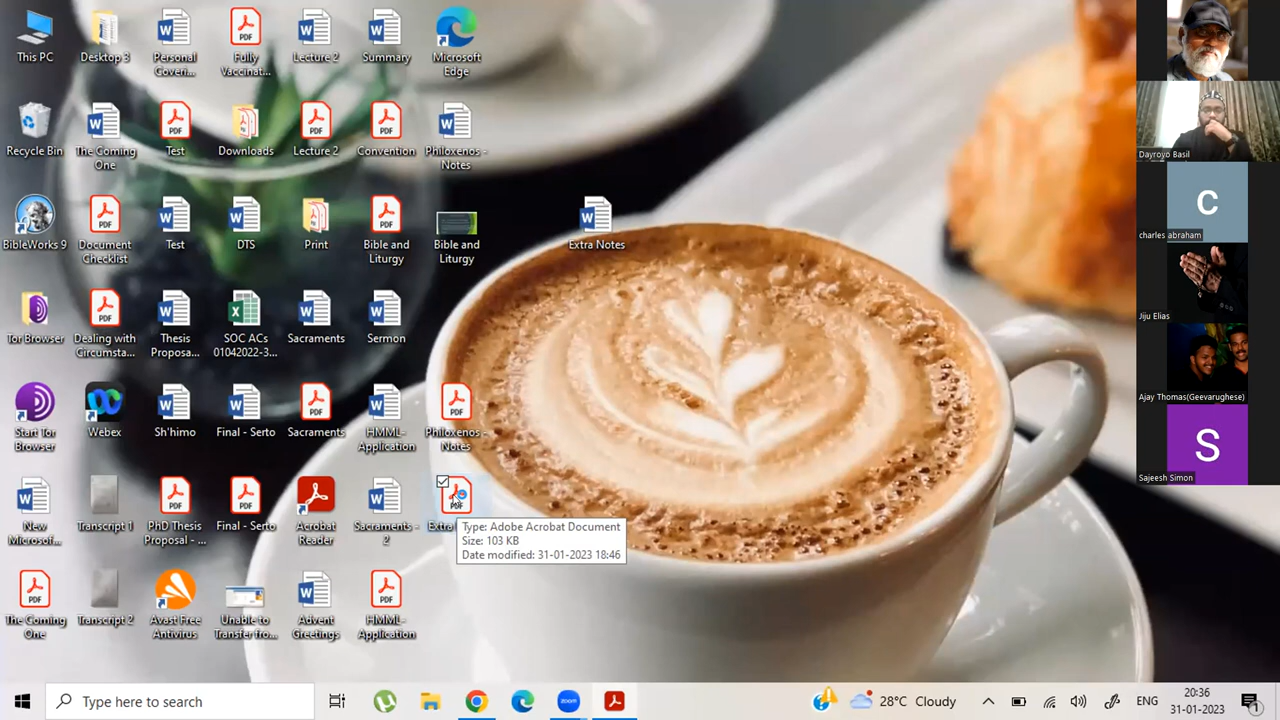 This PC
Desktop 3
Personal
Govern...
Fully
Vaccinat...
Lecture 2
Summary
Microsoft
Edge
Recycle Bin
The Coming
One
Test
Downloads
Lecture 2
Convention
Philoxenos -
Notes
BibleWorks 9
Document
Checklist
Test
DTS
Print
Bible and
Liturgy
Bible and
Liturgy
Extra Notes
Tor Browser
Dealing with
Circumsta...
Thesis
Proposa...
SOC ACs
01042022-3...
Sacraments
Sermon
Start Tor
Browser
Webex
Sh'himo
Final - Serto
Sacraments
HMML-
Application
Philoxenos -
Notes
New
Microsof...
Transcript 1
PhD Thesis
Proposal - ...
Final - Serto
Acrobat
Reader
Sacraments -
2
Extra
Type: Adobe Acrobat Document
Size: 103 KB
Date modified: 31-01-2023 18:46
The Coming
One
Transcript 2
Avast Free
Antivirus
Unable to
Transfer fro...
Advent
Greetings
HMML-
Application
Dayroyo Basil
C
charles abraham
Jiju Elias
Ajay Thomas(Geevarughese)
S
Sajeesh Simon
Type here to search
zoom
28°C Cloudy
ENG
20:36
31-01-2023
1